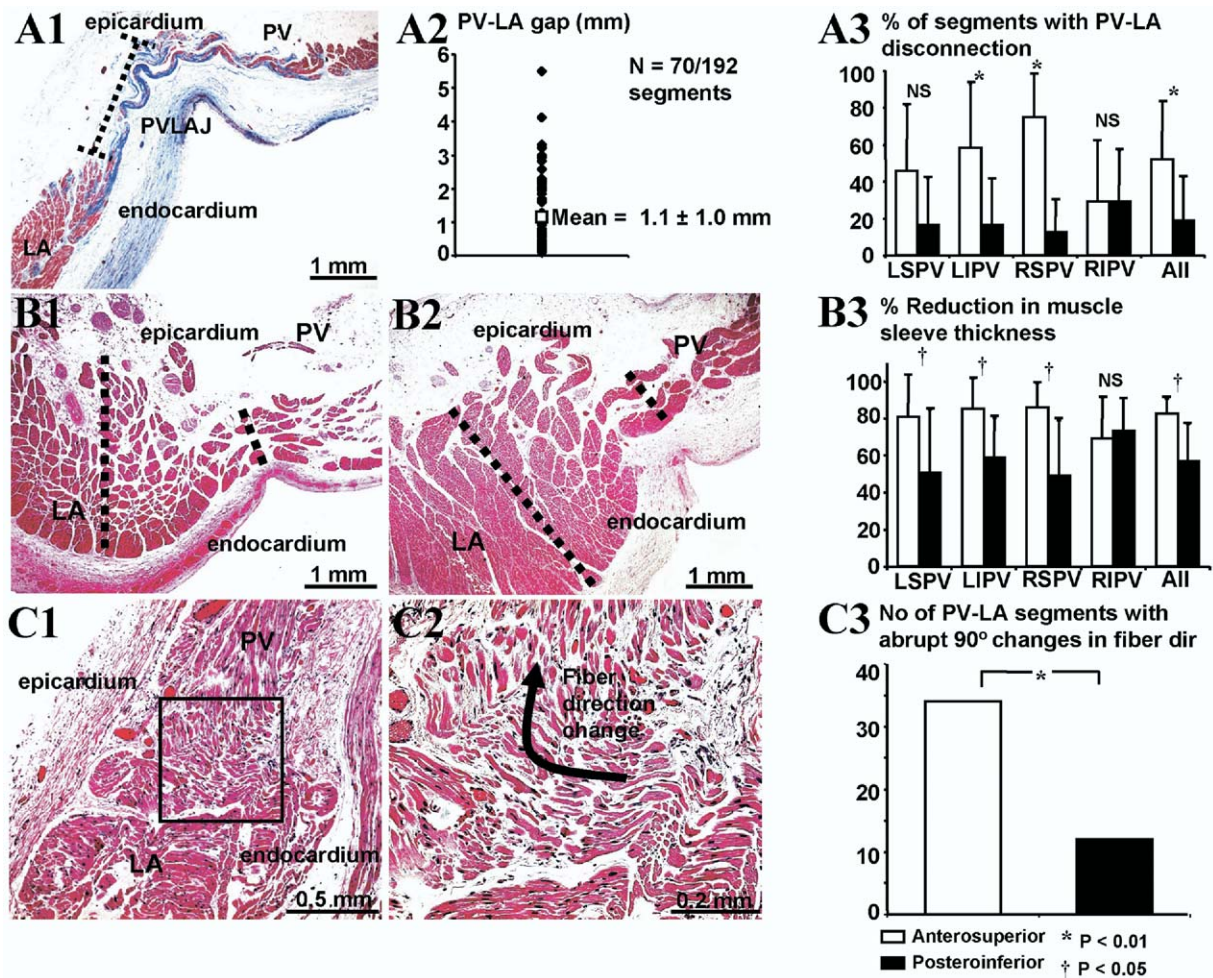 A1
epicardium
PV
PVLAJ
endocardium
LA
1 mm
A2
PV-LA gap (mm)
6
5
4
3
2
1
0
N = 70/192
segments
Mean = 1.1 ± 1.0 mm
A3
% of segments with PV-LA
disconnection
100
80
60
40
20
0
NS
*
*
NS
*
LSPV LIPV RSPV RIPV All
B1
epicardium
PV
LA
endocardium
1 mm
B2
epicardium
PV
endocardium
LA
1 mm
B3
% Reduction in muscle
sleeve thickness
100
80
60
40
20
0
†
†
†
NS
†
LSPV LIPV RSPV RIPV All
C1
PV
epicardium
LA
endocardium
0.5 mm
C2
Fiber
direction
change
0.2 mm
C3
No of PV-LA segments with
abrupt 90º changes in fiber dir
40
30
20
10
0
*
Anterosuperior * P < 0.01
Posteroinferior † P < 0.05